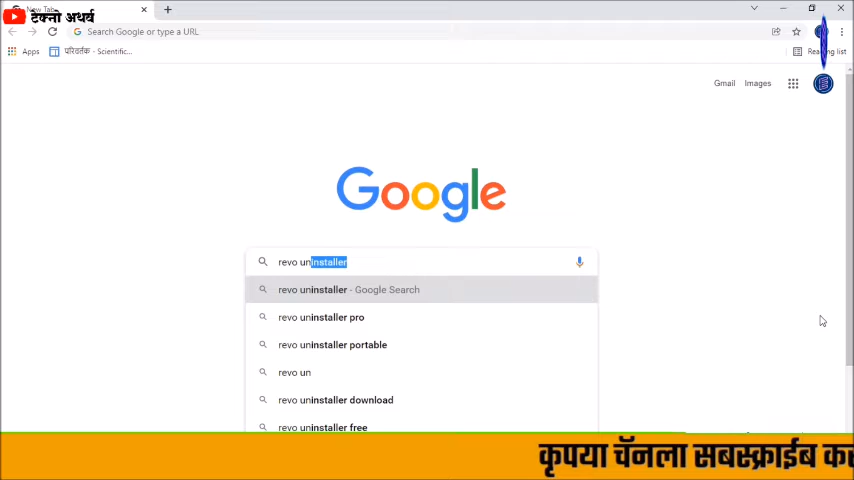 New Tab
टेक्नो अथर्व
Search Google or type a URL
Apps
परिवर्तक - Scientific...
Reading list
Gmail
Images
Google
revo uninstaller
revo uninstaller - Google Search
revo uninstaller pro
revo uninstaller portable
revo un
revo uninstaller download
revo uninstaller free
कृपया चॅनला सबस्क्राईब